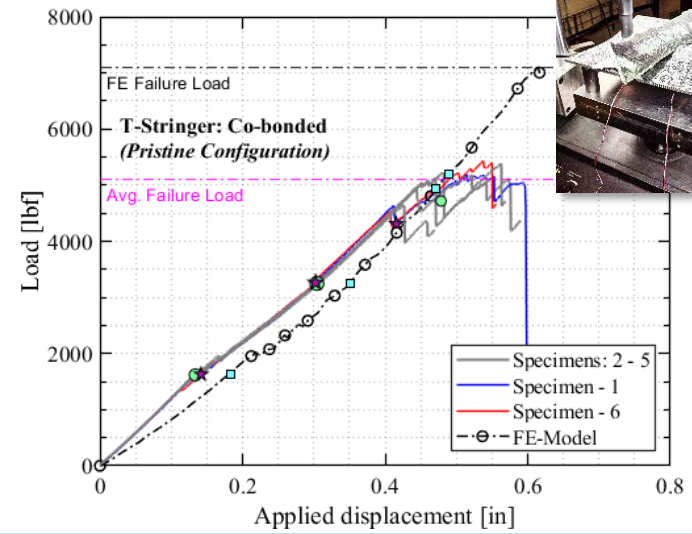 8000
6000
4000
2000
0
FE Failure Load
T-Stringer: Co-bonded
(Pristine Configuration)
Avg. Failure Load
Load [lbf]
Specimens: 2 - 5
Specimen - 1
Specimen - 6
FE-Model
0 0.2 0.4 0.6 0.8
Applied displacement [in]